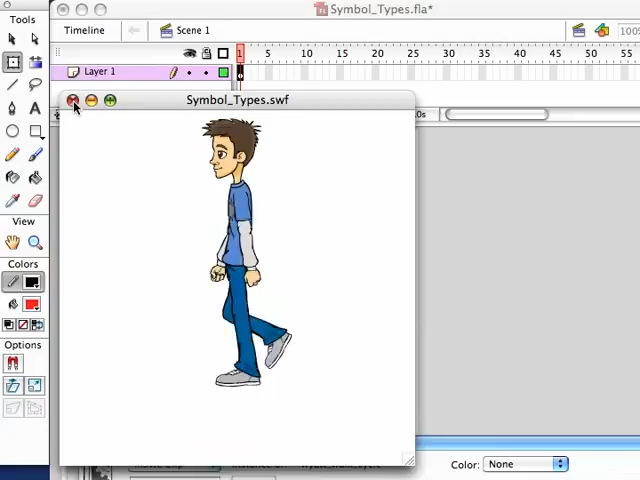 Tools
Symbol_Types.fla*
Timeline
Scene 1
100%
1 5 10 15 20 25 30 35 40 45 50 55
Layer 1
Symbol_Types.swf
0s
View
Colors
Options
Color: None